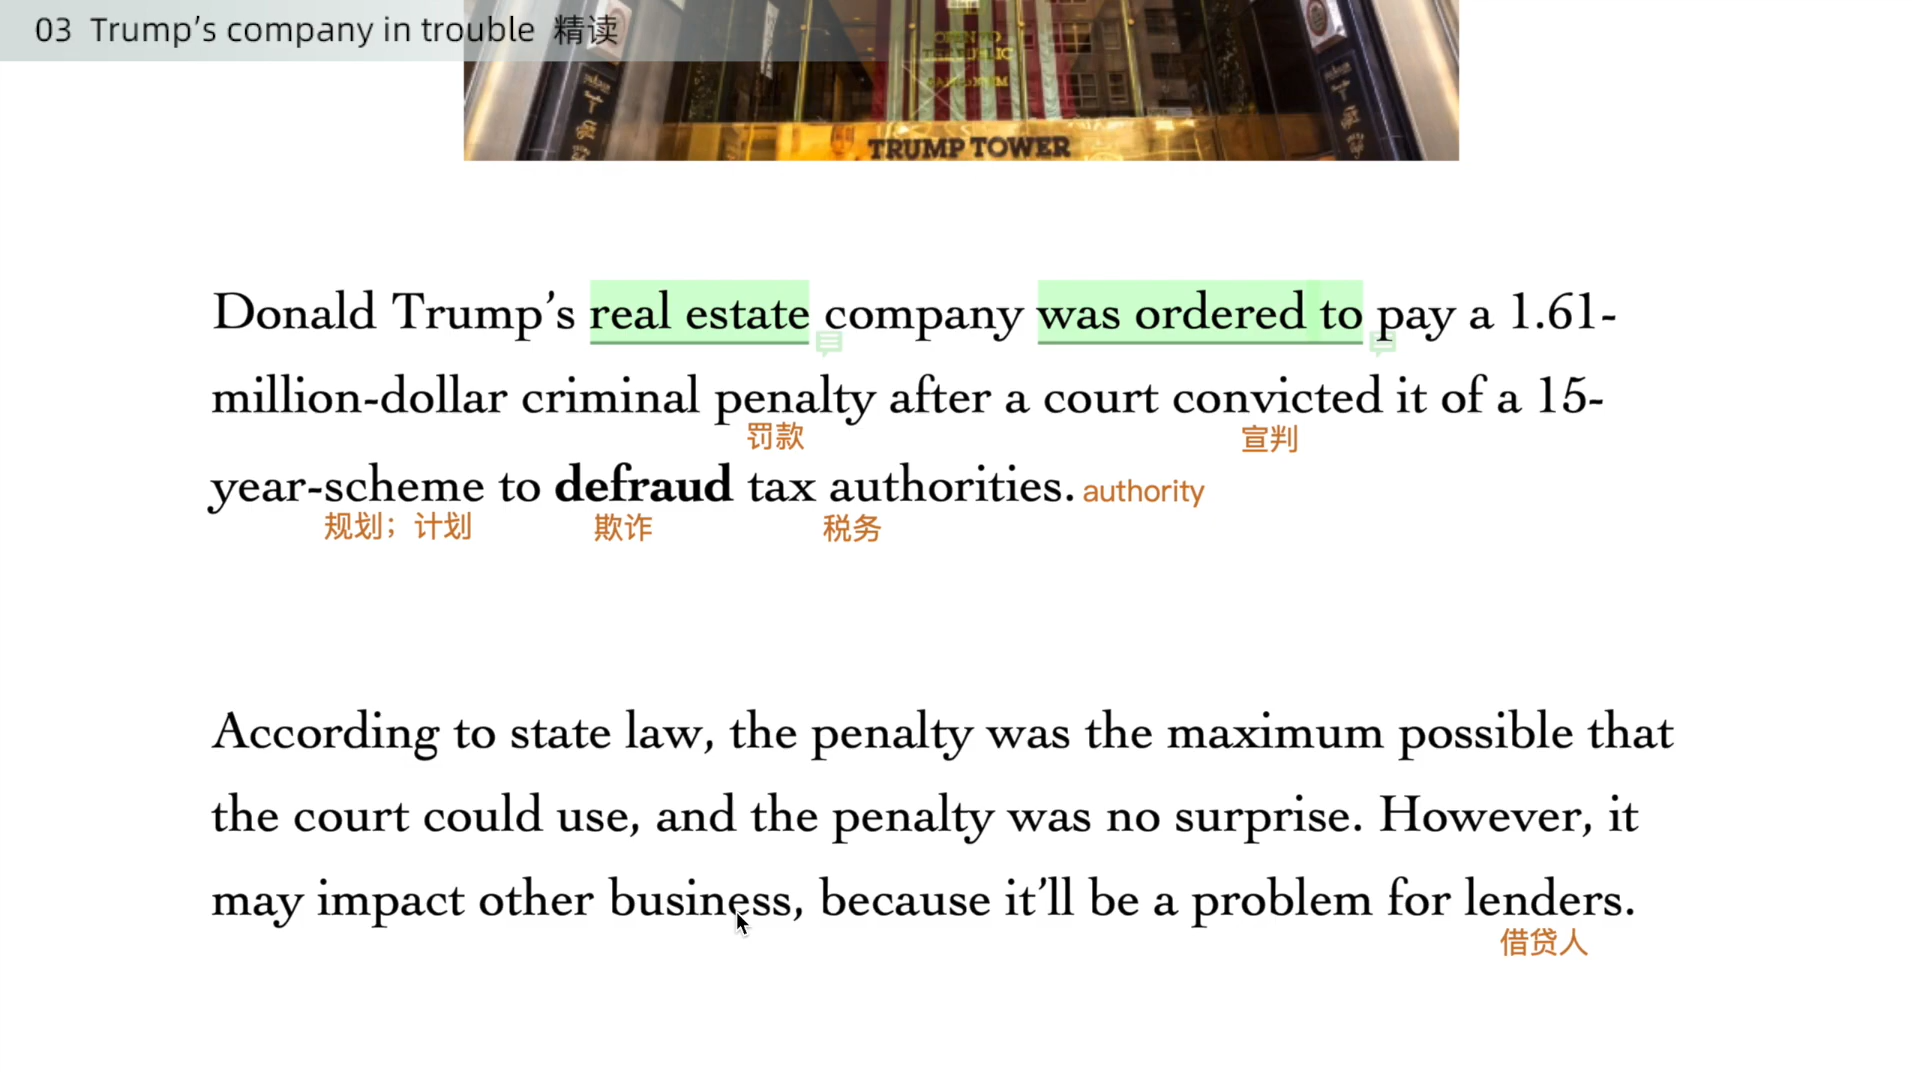 03 Trump's company in trouble 精读
OPEN TO
THE PUBLIC
TRUMP TOWER
Donald Trump’s real estate company was ordered to pay a 1.61-
million-dollar criminal penalty after a court convicted it of a 15-
罚款 宣判
year-scheme to defraud tax authorities. authority
规划；计划 欺诈 税务
According to state law, the penalty was the maximum possible that
the court could use, and the penalty was no surprise. However, it
may impact other business, because it’ll be a problem for lenders.
借贷人